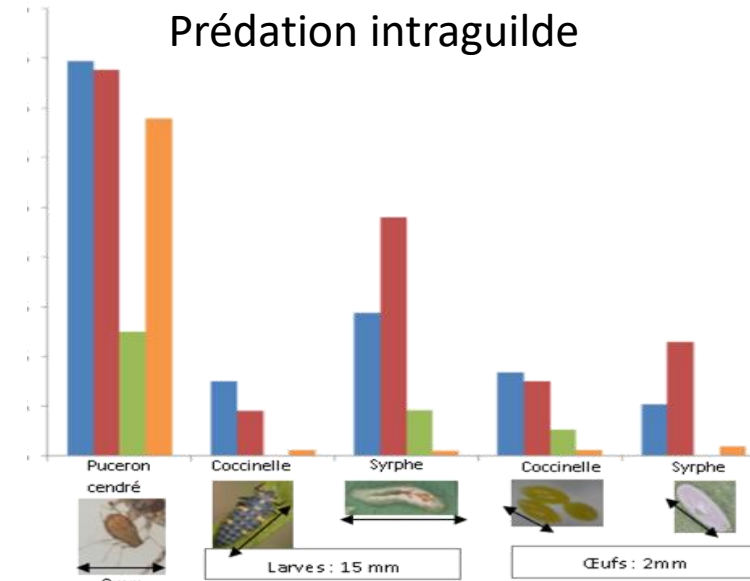 Prédation intraguilde
Puceron cendré
Coccinelle
Syrphe
Coccinelle
Syrphe
Larves : 15 mm
Œufs : 2mm